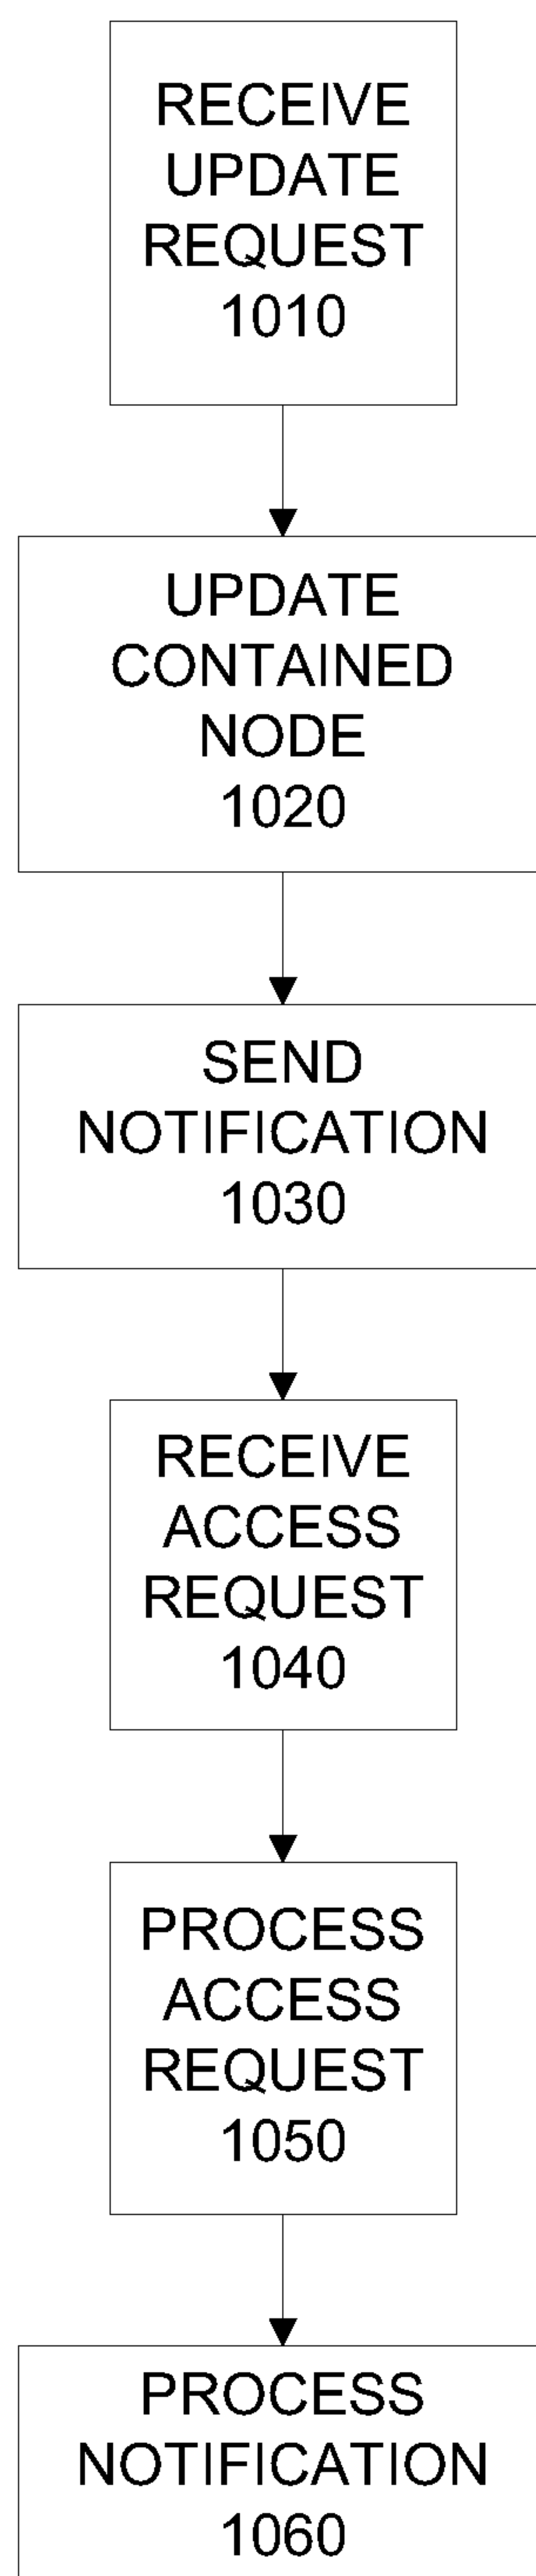 RECEIVE
UPDATE
REQUEST
1010
UPDATE
CONTAINED
NODE
1020
SEND
NOTIFICATION
1030
RECEIVE
ACCESS
REQUEST
1040
PROCESS
ACCESS
REQUEST
1050
PROCESS
NOTIFICATION
1060